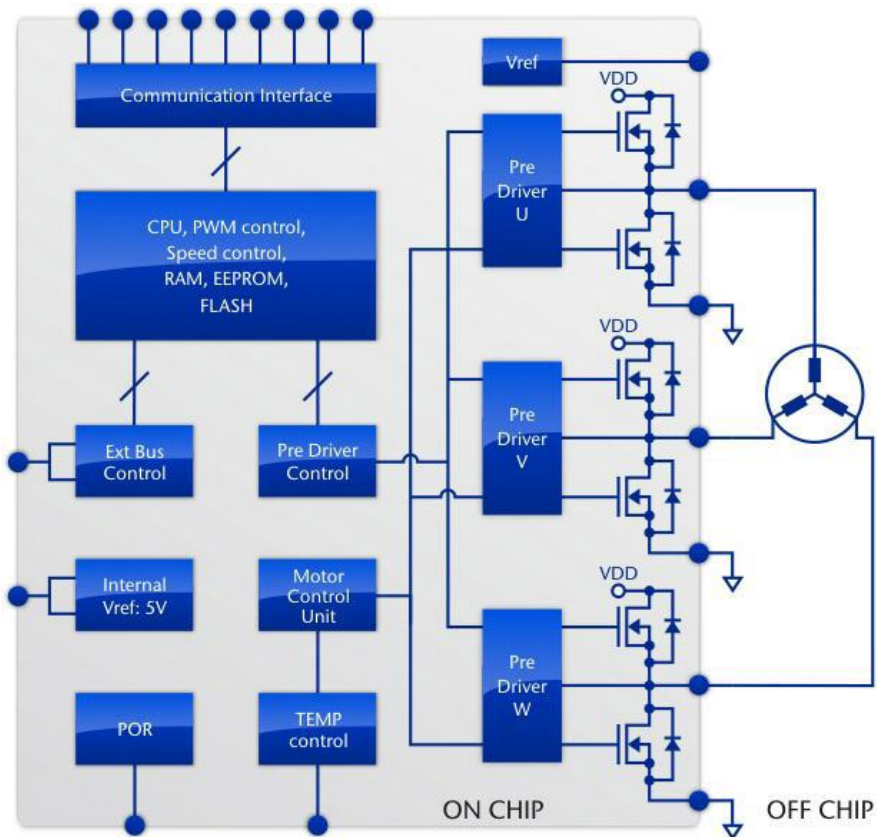 Communication Interface
Vref
VDD
CPU, PWM control,
Speed control,
RAM, EEPROM,
FLASH
Pre
Driver
U
VDD
Pre
Driver
V
Ext Bus
Control
Pre Driver
Control
Internal
Vref: 5V
Motor
Control
Unit
VDD
Pre
Driver
W
POR
TEMP
control
ON CHIP
OFF CHIP